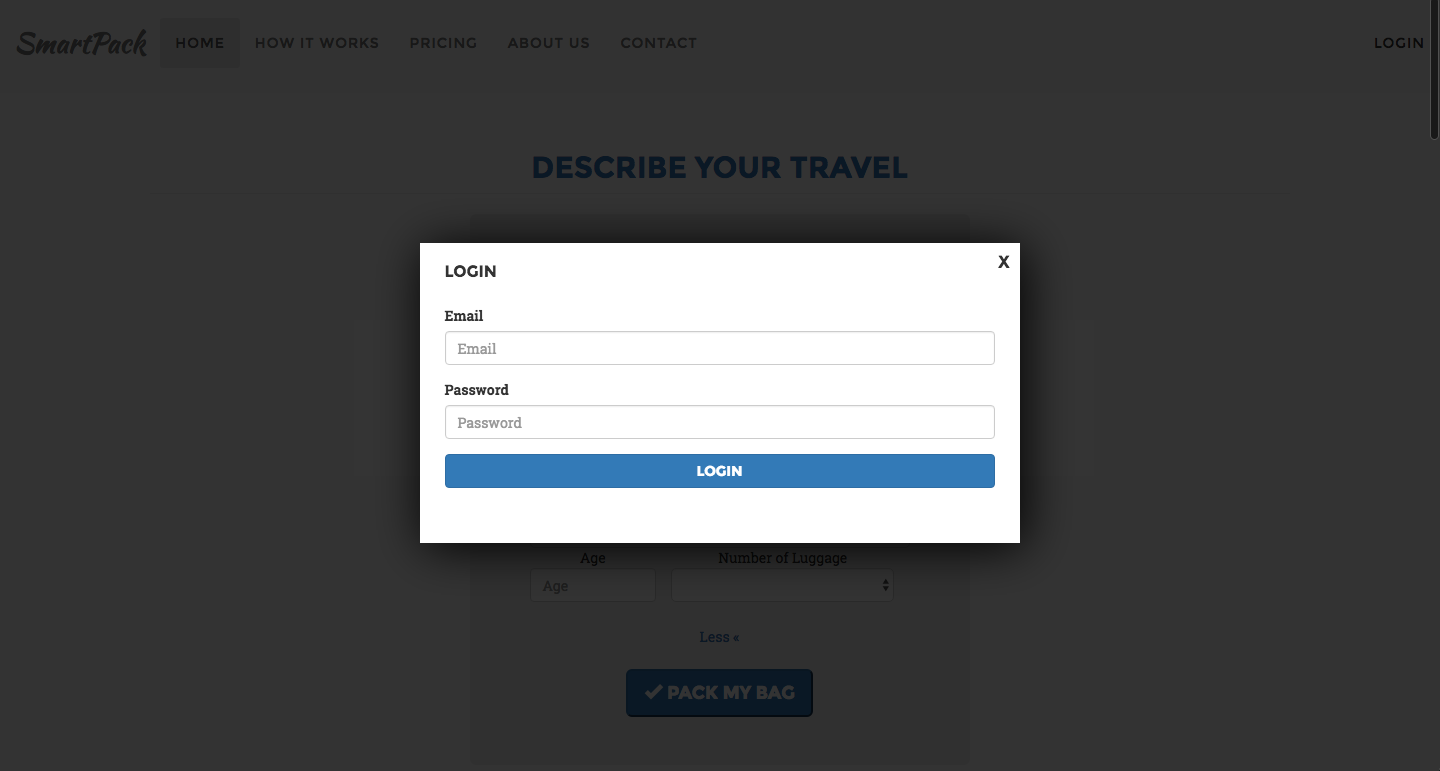 SmartPack HOME HOW IT WORKS PRICING ABOUT US CONTACT LOGIN
DESCRIBE YOUR TRAVEL
LOGIN X
Email
Email
Password
Password
LOGIN
Age Number of Luggage
Age
Less «
✔ PACK MY BAG